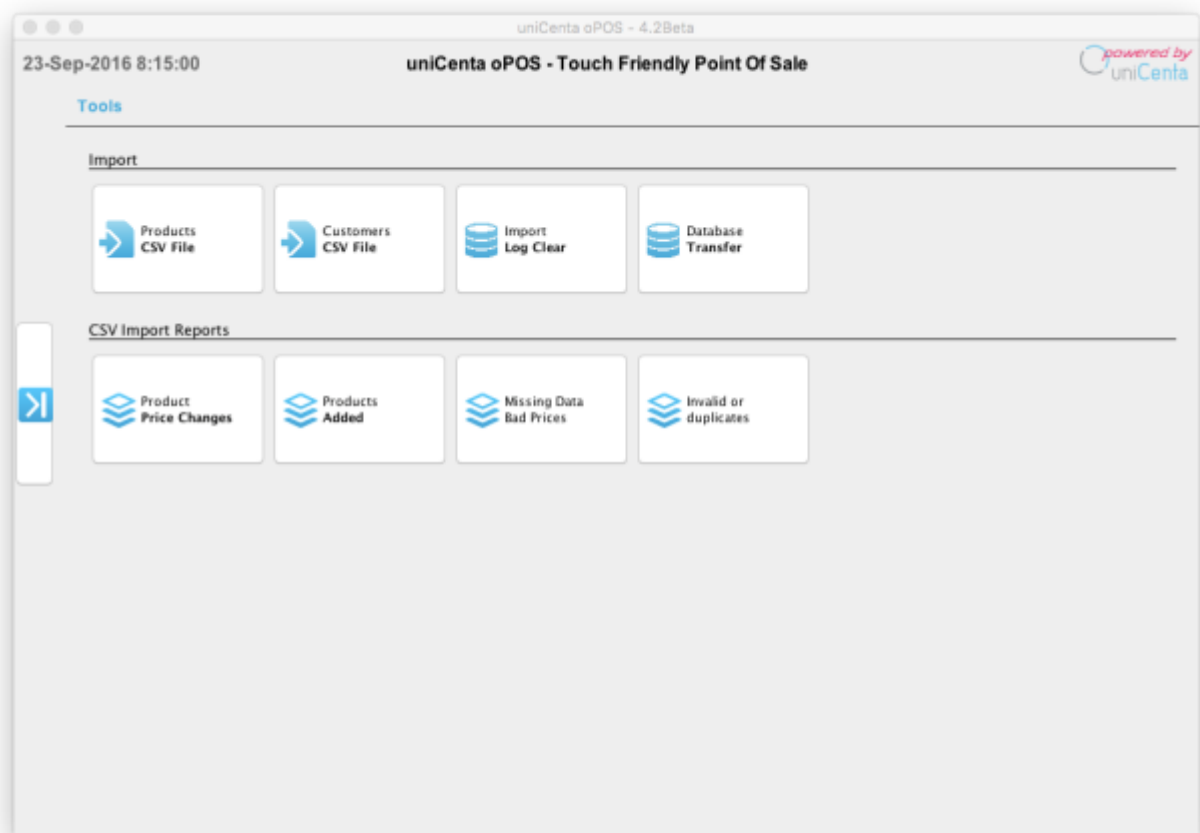 uniCenta oPOS - 4.2Beta
23-Sep-2016 8:15:00
uniCenta oPOS - Touch Friendly Point Of Sale
powered by
uniCenta
Tools
Import
Products
CSV File
Customers
CSV File
Import
Log Clear
Database
Transfer
CSV Import Reports
Product
Price Changes
Products
Added
Missing Data
Bad Prices
Invalid or
duplicates